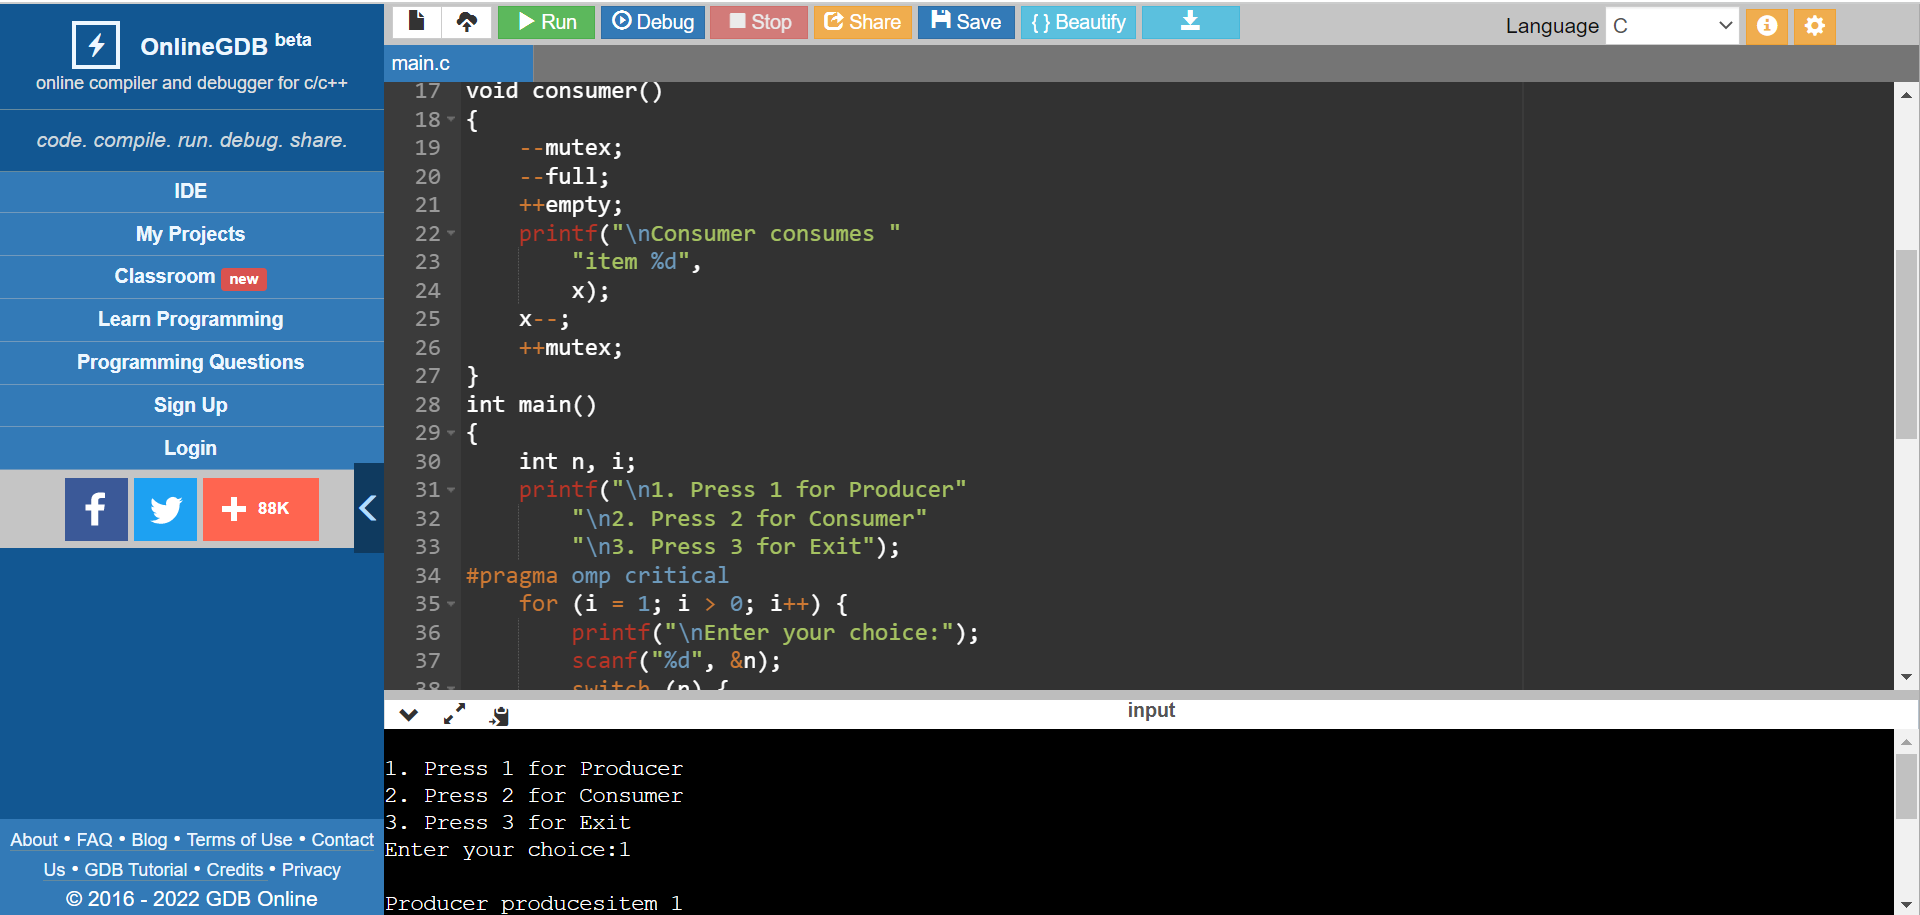 OnlineGDB beta
online compiler and debugger for c/c++
code. compile. run. debug. share.
IDE
My Projects
Classroom new
Learn Programming
Programming Questions
Sign Up
Login
f + 88K
About • FAQ • Blog • Terms of Use • Contact
Us • GDB Tutorial • Credits • Privacy
© 2016 - 2022 GDB Online
Run Debug Stop Share Save { } Beautify Language C
main.c
17 void consumer()
18 {
19     --mutex;
20     --full;
21     ++empty;
22     printf("\nConsumer consumes "
23         "item %d",
24         x);
25     x--;
26     ++mutex;
27 }
28 int main()
29 {
30     int n, i;
31     printf("\n1. Press 1 for Producer"
32         "\n2. Press 2 for Consumer"
33         "\n3. Press 3 for Exit");
34 #pragma omp critical
35     for (i = 1; i > 0; i++) {
36         printf("\nEnter your choice:");
37         scanf("%d", &n);
38         switch (n) {
input
1. Press 1 for Producer
2. Press 2 for Consumer
3. Press 3 for Exit
Enter your choice:1
Producer producesitem 1